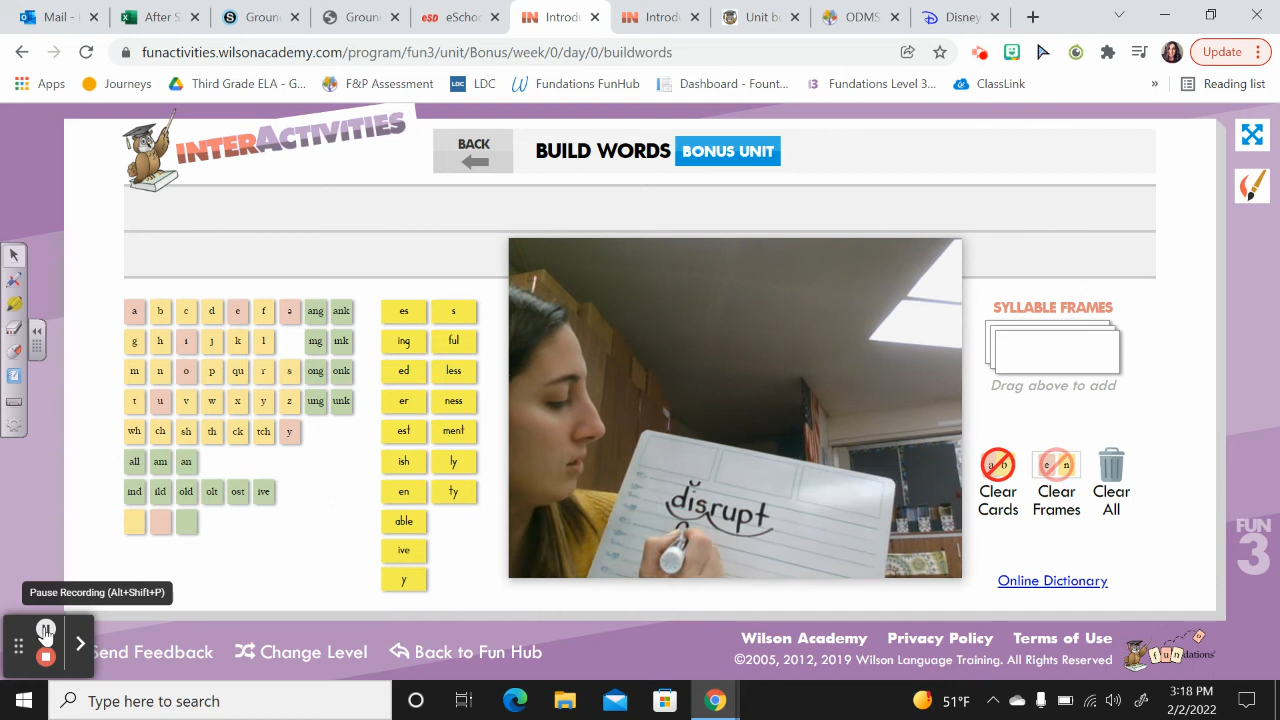 Mail -
After S
Groun
Groun
eSchoo
Introdu
Introdu
Unit bo
ODMS
Disney
funactivities.wilsonacademy.com/program/fun3/unit/Bonus/week/0/day/0/buildwords
Update
Apps
Journeys
Third Grade ELA - G...
F&P Assessment
LDC
Fundations FunHub
Dashboard - Fount...
Fundations Level 3...
ClassLink
»
Reading list
INTERACTIVITIES
BACK
BUILD WORDS BONUS UNIT
a b c d e f ə ang ank
g h i j k l ing ink
m n o p qu r s ong onk
t u v w x y z ung unk
wh ch sh th ck tch y
all am an
ind ild old olt ost ive
es s
ing ful
ed less
er ness
est ment
ish ly
en ty
able
ive
y
disrupt
SYLLABLE FRAMES
Drag above to add
a b
e n
Clear Cards
Clear Frames
Clear All
Online Dictionary
FUN 3
Pause Recording (Alt+Shift+P)
Send Feedback
Change Level
Back to Fun Hub
Wilson Academy Privacy Policy Terms of Use
©2005, 2012, 2019 Wilson Language Training. All Rights Reserved
fundations®
Type here to search
51°F
3:18 PM
2/2/2022